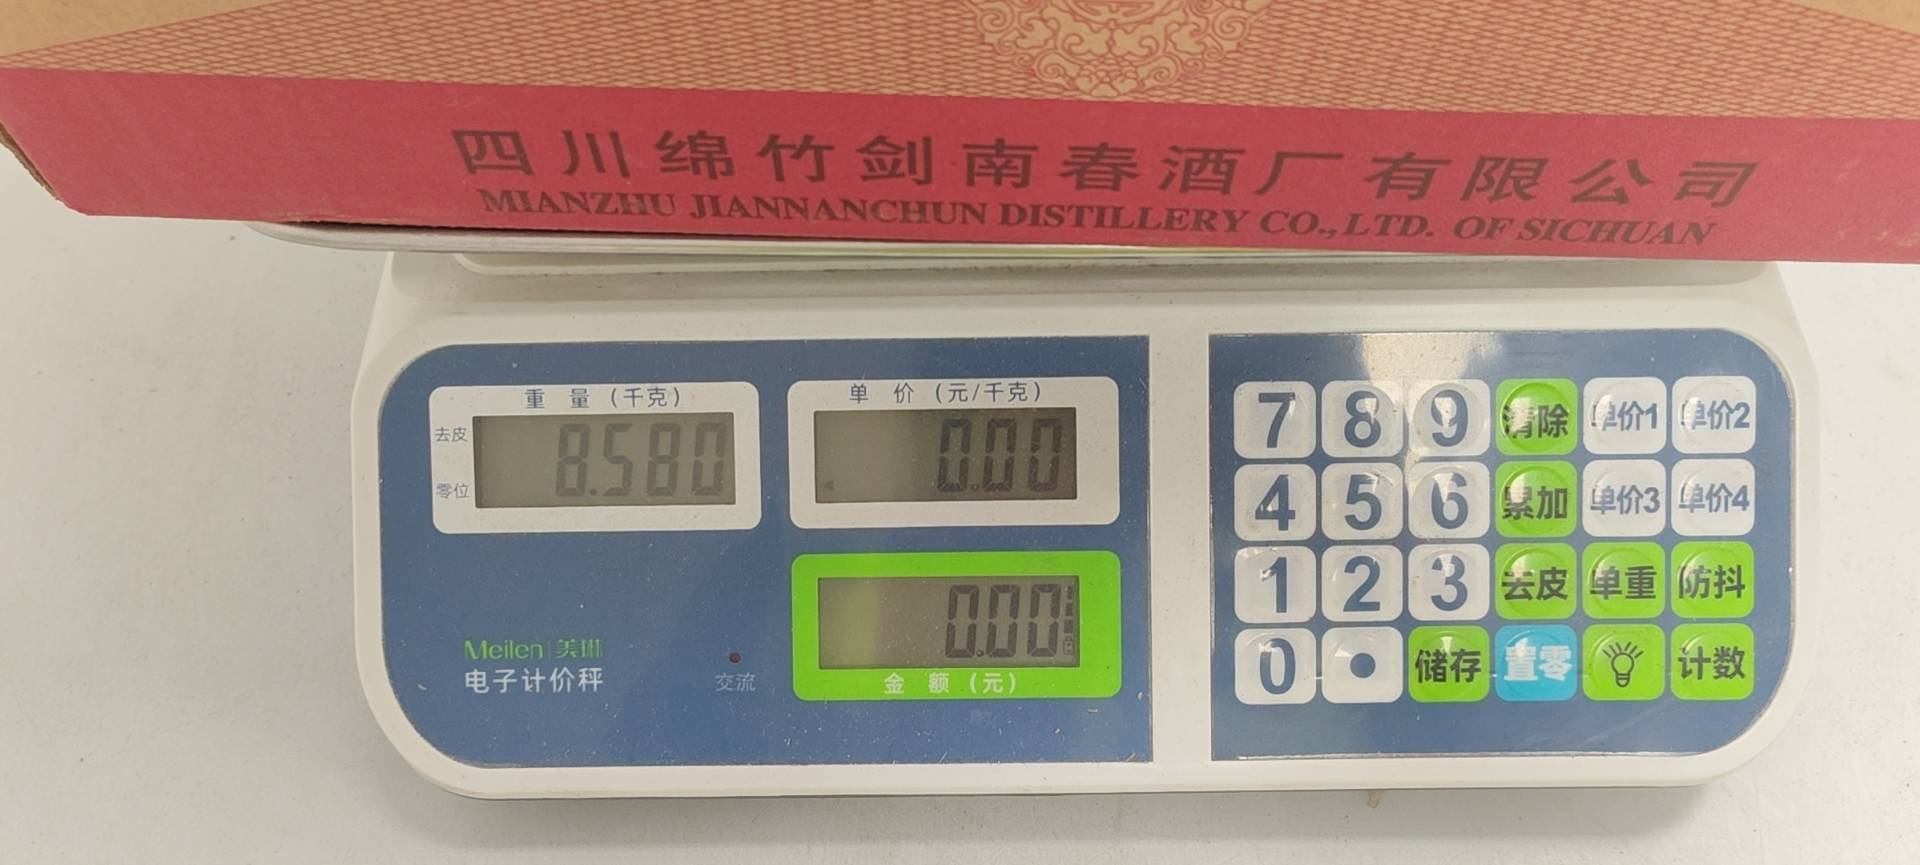 四川绵竹剑南春酒厂有限公司
MIANZHU JIANNANCHUN DISTILLERY CO.,LTD. OF SICHUAN
重 量 (千克)
去皮
零位
8.580
单 价 (元/千克)
0.00
0.00
金 额 (元)
Meilen|美琳
电子计价秤
交流
7 8 9 清除 单价1 单价2
4 5 6 累加 单价3 单价4
1 2 3 去皮 单重 防抖
0 • 储存 置零 计数